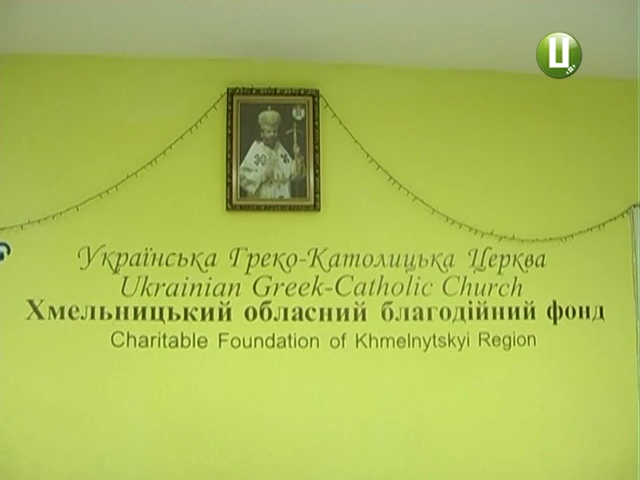 Ц
Українська Греко-Католицька Церква
Ukrainian Greek-Catholic Church
Хмельницький обласний благодійний фонд
Charitable Foundation of Khmelnytskyi Region